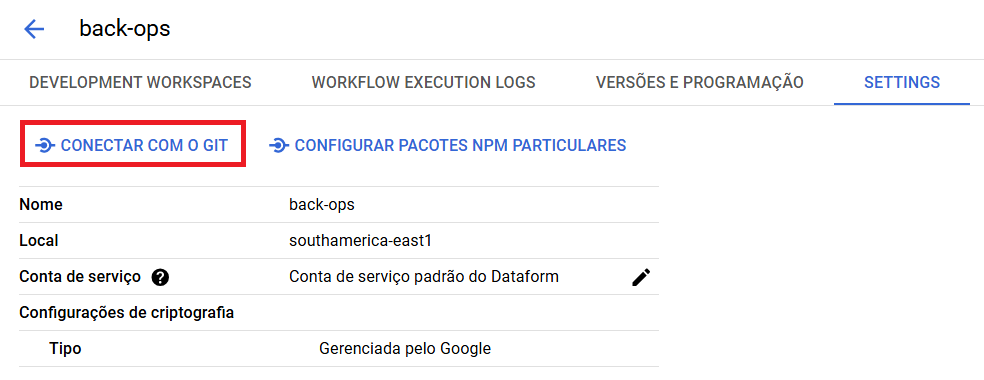 back-ops
DEVELOPMENT WORKSPACES WORKFLOW EXECUTION LOGS VERSÕES E PROGRAMAÇÃO SETTINGS
CONECTAR COM O GIT CONFIGURAR PACOTES NPM PARTICULARES
Nome back-ops
Local southamerica-east1
Conta de serviço ? Conta de serviço padrão do Dataform
Configurações de criptografia
Tipo Gerenciada pelo Google